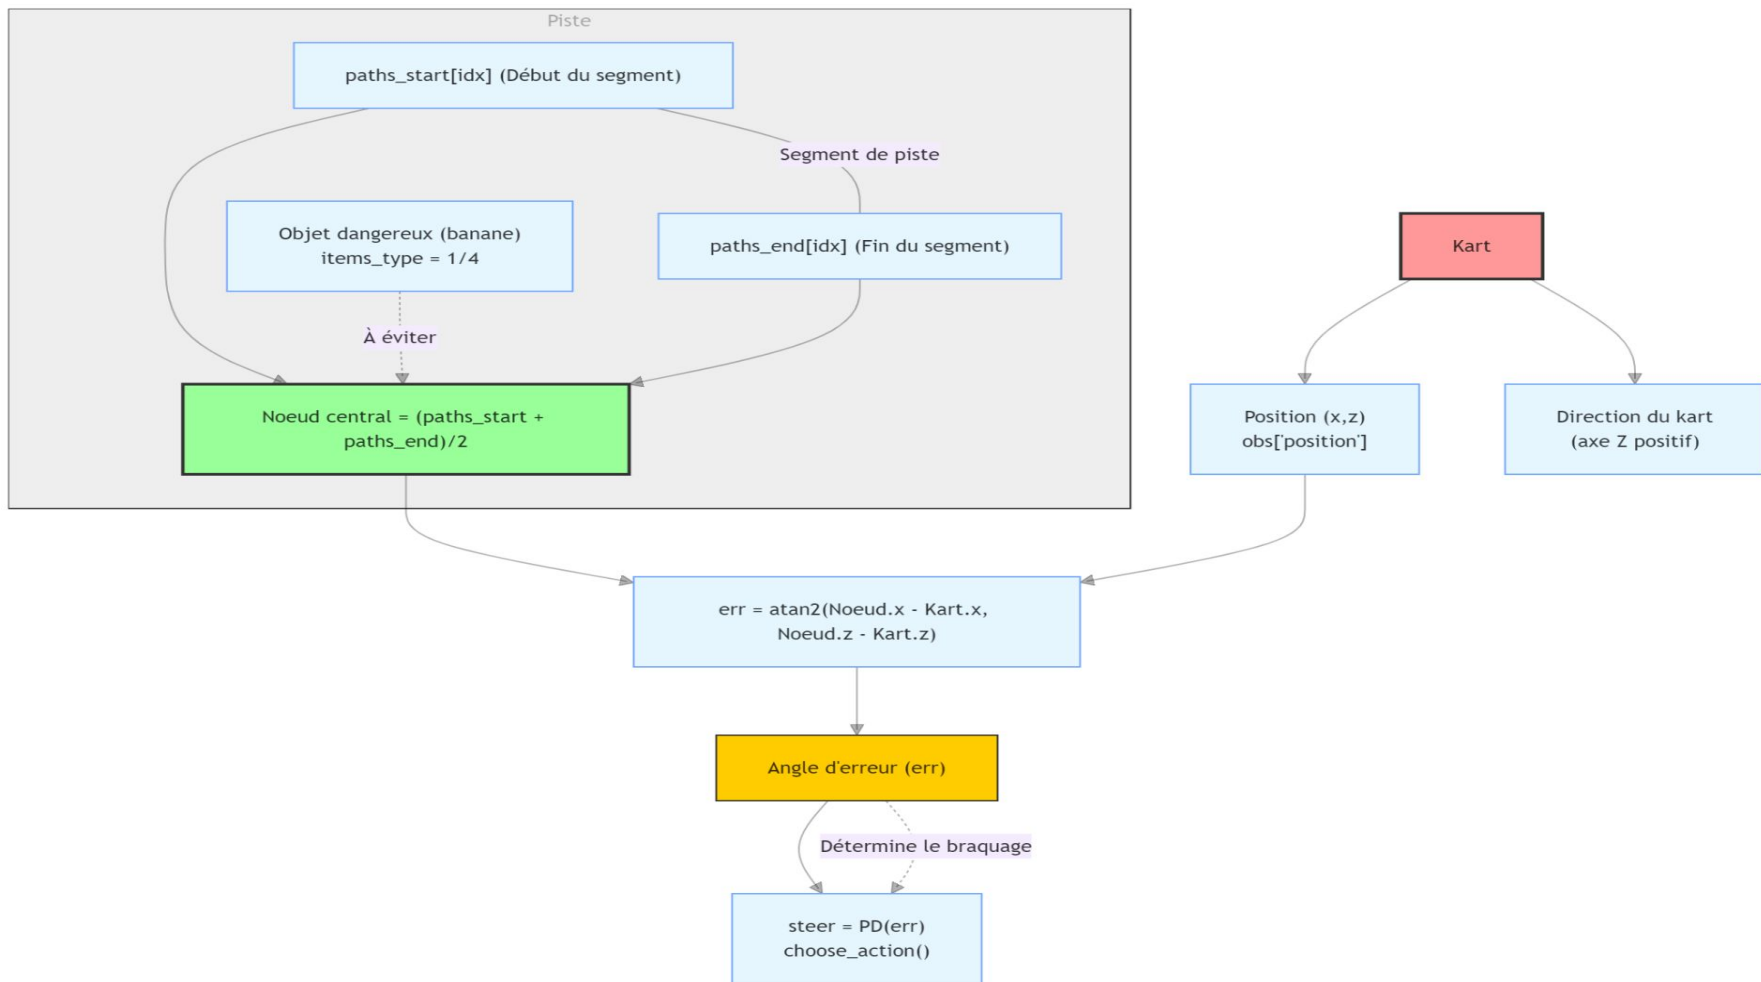 Piste
paths_start[idx] (Début du segment)
Segment de piste
Objet dangereux (banane)
items_type = 1/4
paths_end[idx] (Fin du segment)
Kart
À éviter
Noeud central = (paths_start +
paths_end)/2
Position (x,z)
obs['position']
Direction du kart
(axe Z positif)
err = atan2(Noeud.x - Kart.x,
Noeud.z - Kart.z)
Angle d'erreur (err)
Détermine le braquage
steer = PD(err)
choose_action()